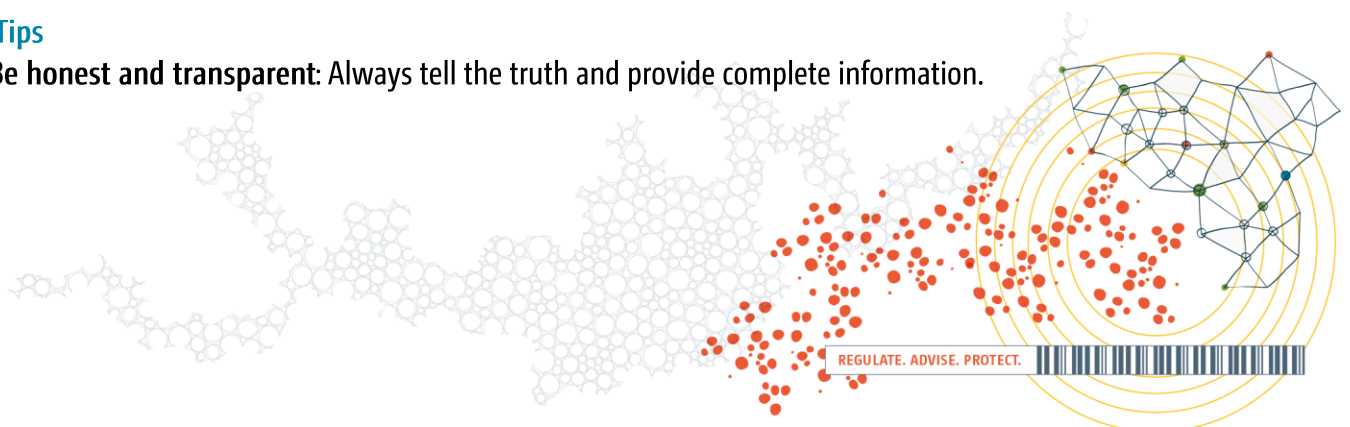 Tips
Be honest and transparent: Always tell the truth and provide complete information.
REGULATE. ADVISE. PROTECT.